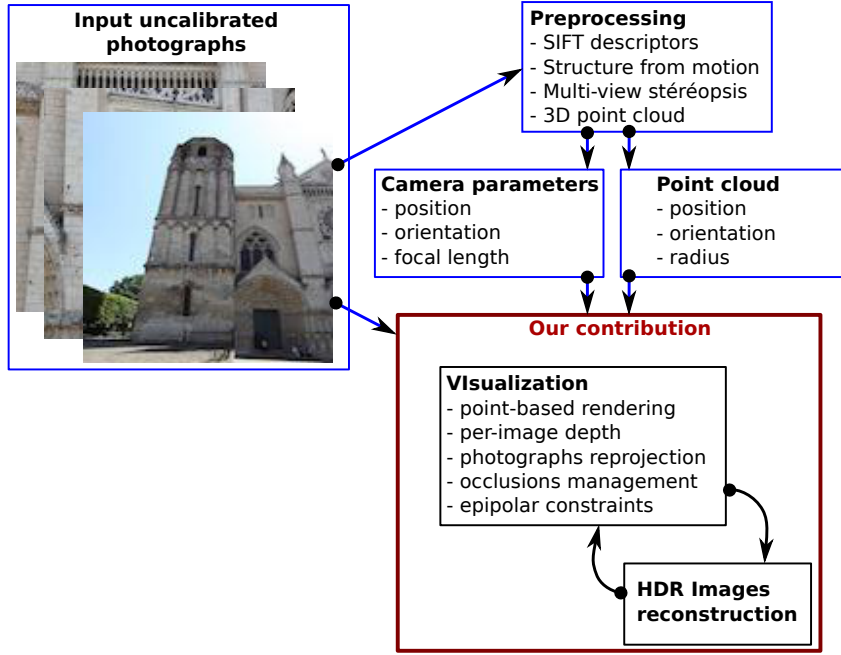 Input uncalibrated
photographs
Preprocessing
- SIFT descriptors
- Structure from motion
- Multi-view stéréopsis
- 3D point cloud
Camera parameters
- position
- orientation
- focal length
Point cloud
- position
- orientation
- radius
Our contribution
VIsualization
- point-based rendering
- per-image depth
- photographs reprojection
- occlusions management
- epipolar constraints
HDR Images
reconstruction